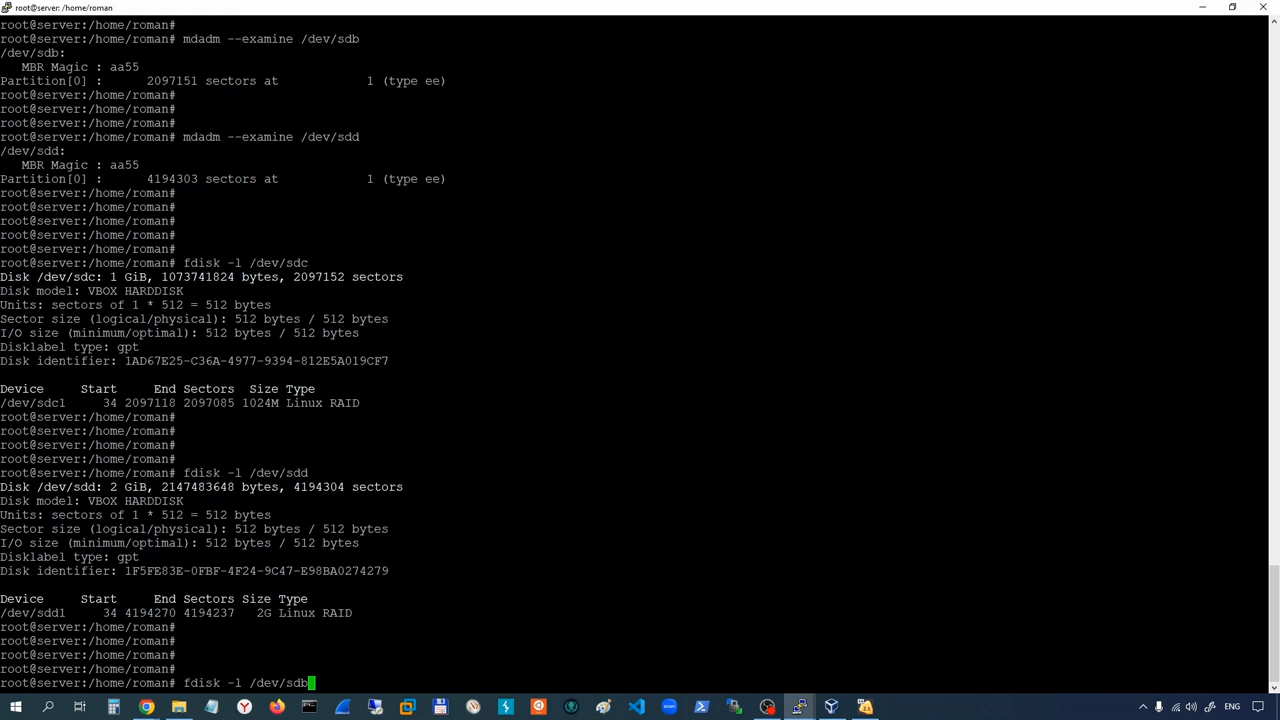 root@server: /home/roman
root@server:/home/roman#
root@server:/home/roman# mdadm --examine /dev/sdb
/dev/sdb:
   MBR Magic : aa55
Partition[0] :      2097151 sectors at            1 (type ee)
root@server:/home/roman#
root@server:/home/roman#
root@server:/home/roman#
root@server:/home/roman# mdadm --examine /dev/sdd
/dev/sdd:
   MBR Magic : aa55
Partition[0] :      4194303 sectors at            1 (type ee)
root@server:/home/roman#
root@server:/home/roman#
root@server:/home/roman#
root@server:/home/roman#
root@server:/home/roman#
root@server:/home/roman# fdisk -l /dev/sdc
Disk /dev/sdc: 1 GiB, 1073741824 bytes, 2097152 sectors
Disk model: VBOX HARDDISK
Units: sectors of 1 * 512 = 512 bytes
Sector size (logical/physical): 512 bytes / 512 bytes
I/O size (minimum/optimal): 512 bytes / 512 bytes
Disklabel type: gpt
Disk identifier: 1AD67E25-C36A-4977-9394-812E5A019CF7
Device     Start     End Sectors  Size Type
/dev/sdc1     34 2097118 2097085 1024M Linux RAID
root@server:/home/roman#
root@server:/home/roman#
root@server:/home/roman#
root@server:/home/roman#
root@server:/home/roman# fdisk -l /dev/sdd
Disk /dev/sdd: 2 GiB, 2147483648 bytes, 4194304 sectors
Disk model: VBOX HARDDISK
Units: sectors of 1 * 512 = 512 bytes
Sector size (logical/physical): 512 bytes / 512 bytes
I/O size (minimum/optimal): 512 bytes / 512 bytes
Disklabel type: gpt
Disk identifier: 1F5FE83E-0FBF-4F24-9C47-E98BA0274279
Device     Start     End Sectors Size Type
/dev/sdd1     34 4194270 4194237   2G Linux RAID
root@server:/home/roman#
root@server:/home/roman#
root@server:/home/roman#
root@server:/home/roman# fdisk -l /dev/sdb
ENG